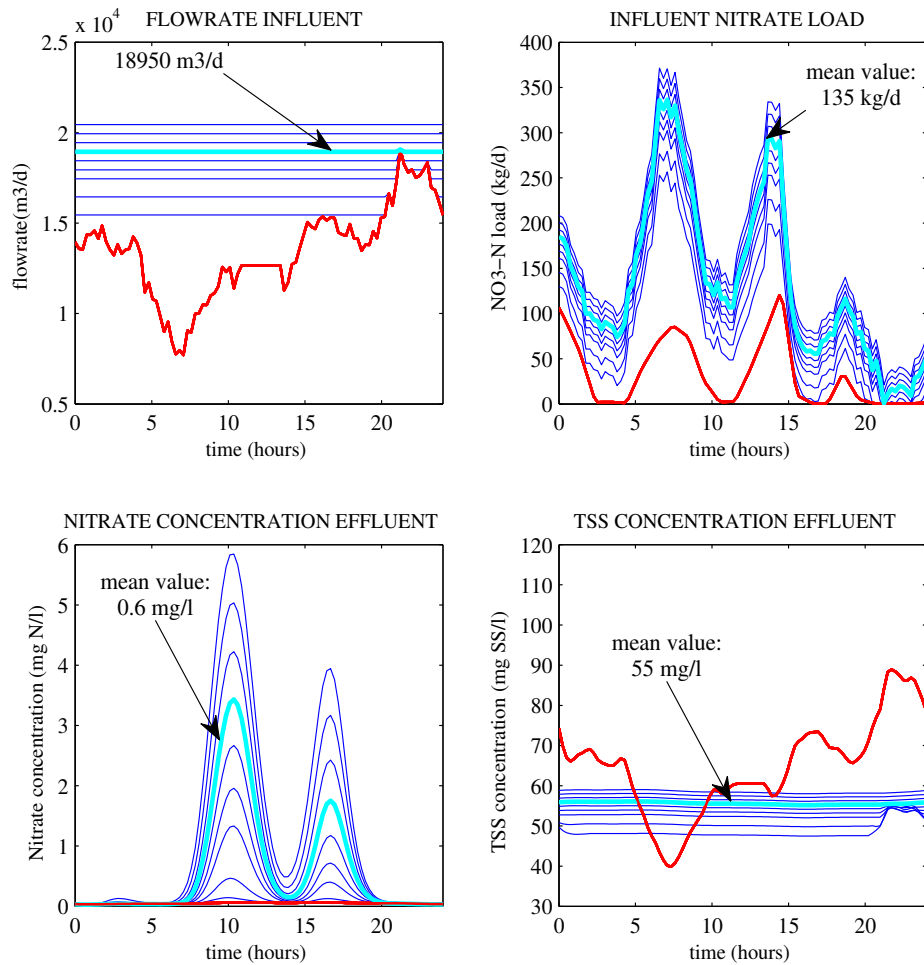 FLOWRATE INFLUENT
x 10^4
2.5
2
1.5
1
0.5
flowrate(m3/d)
18950 m3/d
0 5 10 15 20
time (hours)
INFLUENT NITRATE LOAD
400
350
300
250
200
150
100
50
0
NO3−N load (kg/d)
mean value:
135 kg/d
0 5 10 15 20
time (hours)
NITRATE CONCENTRATION EFFLUENT
6
5
4
3
2
1
0
Nitrate concentration (mg N/l)
mean value:
0.6 mg/l
0 5 10 15 20
time (hours)
TSS CONCENTRATION EFFLUENT
120
110
100
90
80
70
60
50
40
30
TSS concentration (mg SS/l)
mean value:
55 mg/l
0 5 10 15 20
time (hours)